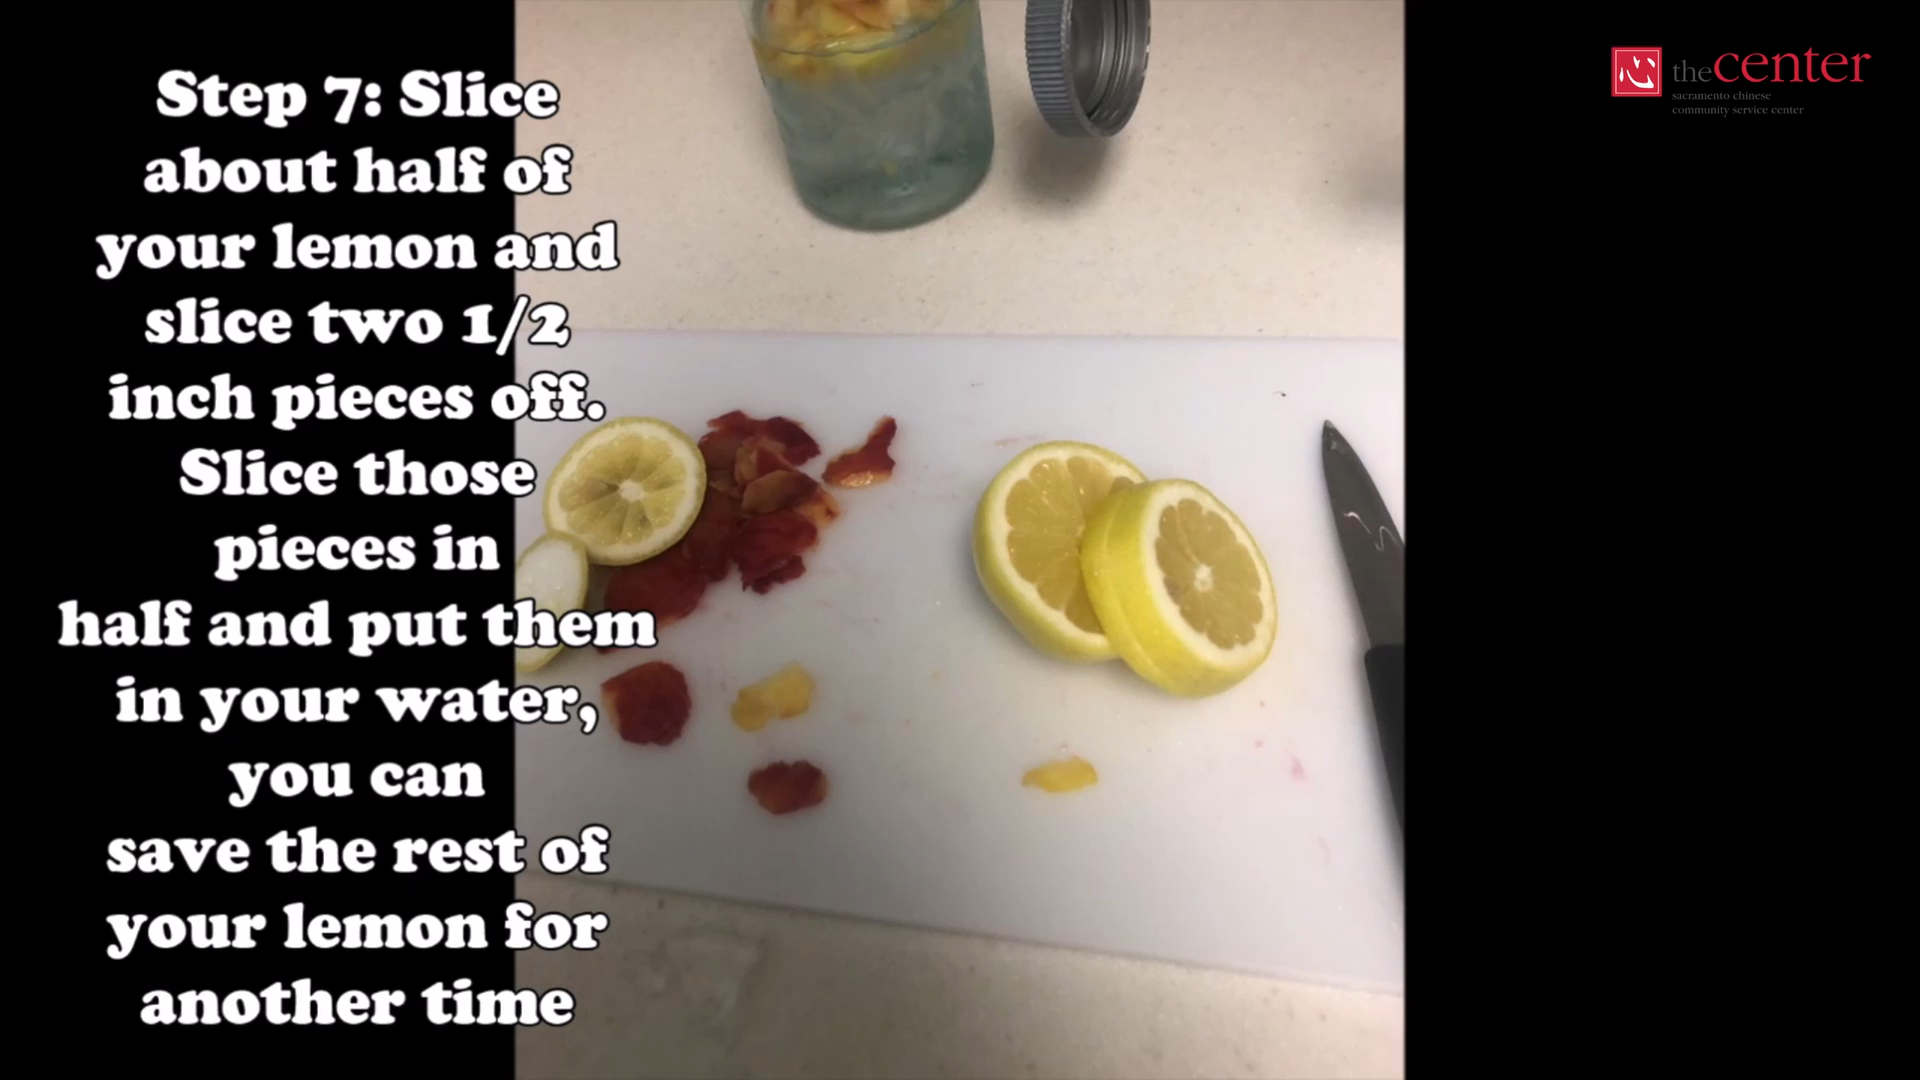 Step 7: Slice
about half of
your lemon and
slice two 1/2
inch pieces off.
Slice those
pieces in
half and put them
in your water,
you can
save the rest of
your lemon for
another time
心
thecenter
sacramento chinese
community service center